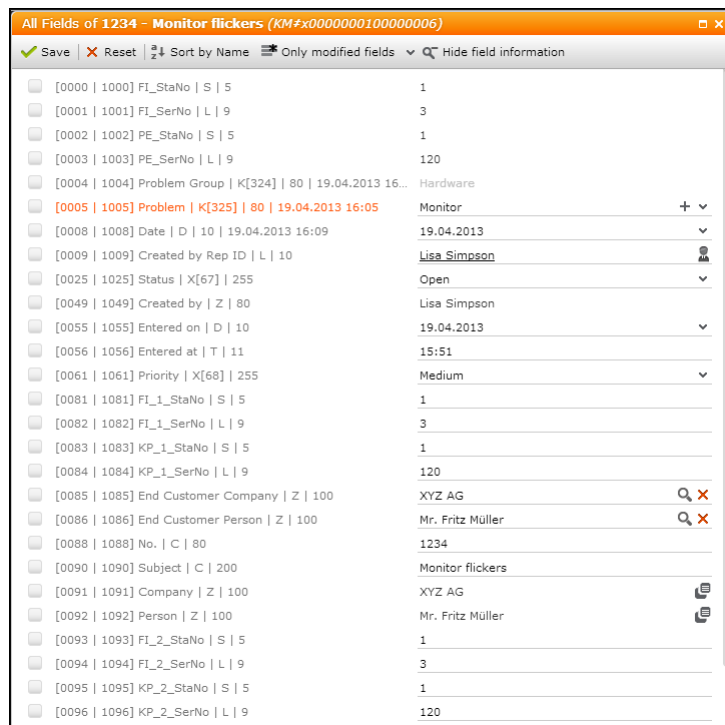 All Fields of 1234 - Monitor flickers (KM≠x0000000100000006)
Save | Reset | Sort by Name Only modified fields Hide field information
[0000 | 1000] FI_StaNo | S | 5 1
[0001 | 1001] FI_SerNo | L | 9 3
[0002 | 1002] PE_StaNo | S | 5 1
[0003 | 1003] PE_SerNo | L | 9 120
[0004 | 1004] Problem Group | K[324] | 80 | 19.04.2013 16... Hardware
[0005 | 1005] Problem | K[325] | 80 | 19.04.2013 16:05 Monitor
[0008 | 1008] Date | D | 10 | 19.04.2013 16:09 19.04.2013
[0009 | 1009] Created by Rep ID | L | 10 Lisa Simpson
[0025 | 1025] Status | X[67] | 255 Open
[0049 | 1049] Created by | Z | 80 Lisa Simpson
[0055 | 1055] Entered on | D | 10 19.04.2013
[0056 | 1056] Entered at | T | 11 15:51
[0061 | 1061] Priority | X[68] | 255 Medium
[0081 | 1081] FI_1_StaNo | S | 5 1
[0082 | 1082] FI_1_SerNo | L | 9 3
[0083 | 1083] KP_1_StaNo | S | 5 1
[0084 | 1084] KP_1_SerNo | L | 9 120
[0085 | 1085] End Customer Company | Z | 100 XYZ AG
[0086 | 1086] End Customer Person | Z | 100 Mr. Fritz Müller
[0088 | 1088] No. | C | 80 1234
[0090 | 1090] Subject | C | 200 Monitor flickers
[0091 | 1091] Company | Z | 100 XYZ AG
[0092 | 1092] Person | Z | 100 Mr. Fritz Müller
[0093 | 1093] FI_2_StaNo | S | 5 1
[0094 | 1094] FI_2_SerNo | L | 9 3
[0095 | 1095] KP_2_StaNo | S | 5 1
[0096 | 1096] KP_2_SerNo | L | 9 120